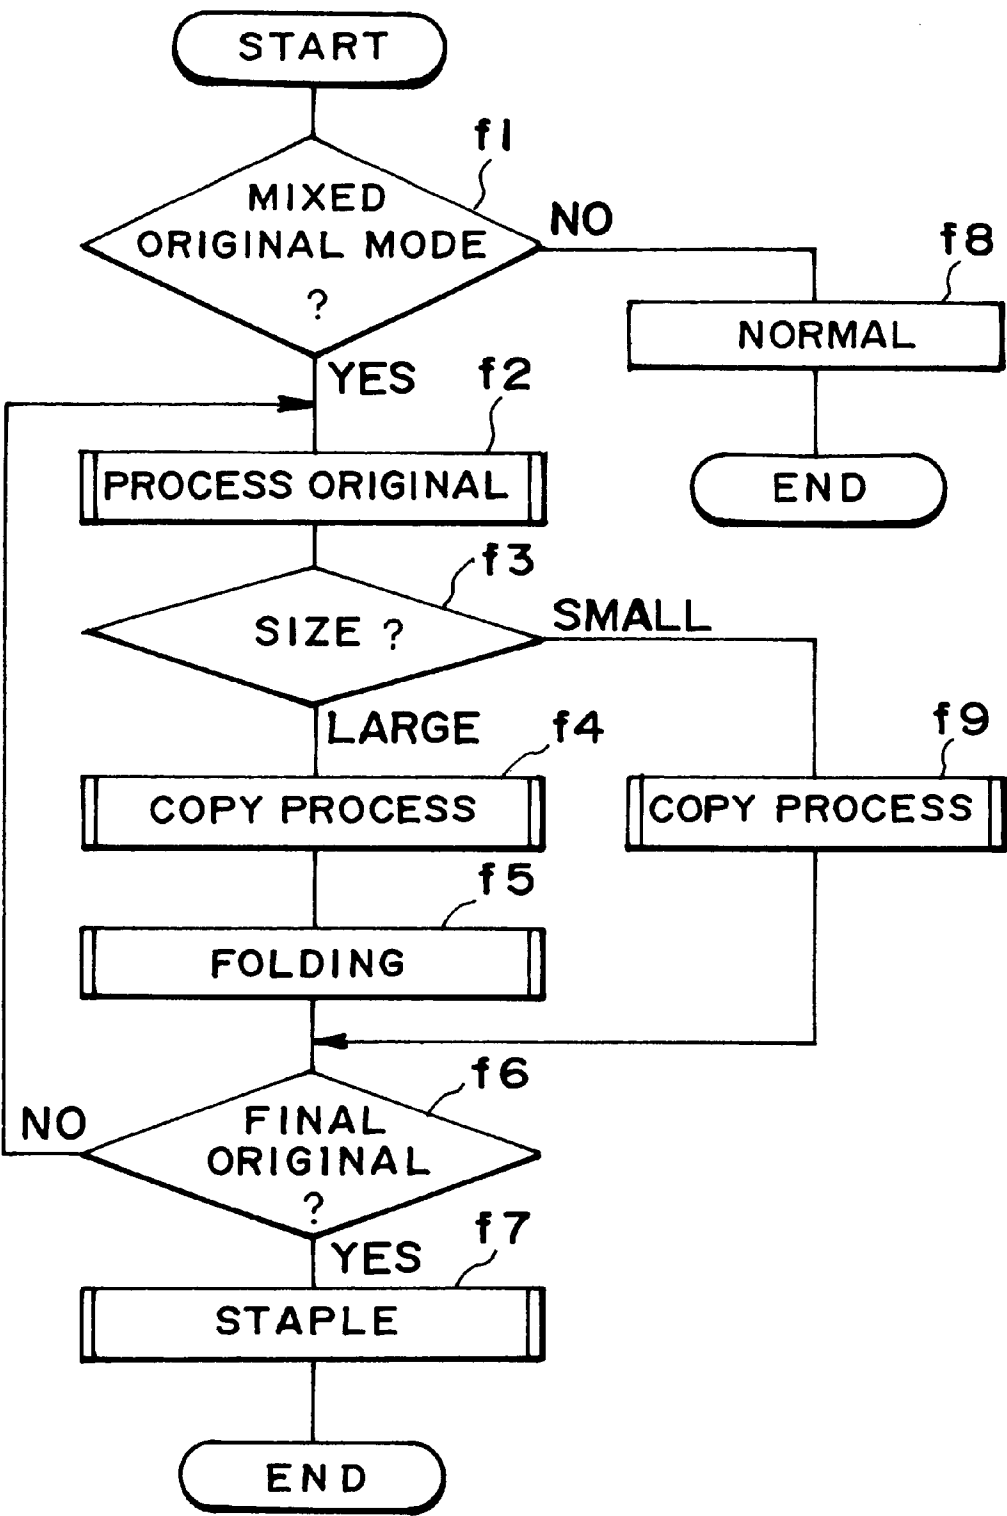 START
f1
MIXED
ORIGINAL MODE
?
NO
f8
NORMAL
END
YES
f2
PROCESS ORIGINAL
f3
SIZE ?
SMALL
LARGE
f4
COPY PROCESS
f9
COPY PROCESS
f5
FOLDING
f6
FINAL
ORIGINAL
?
NO
YES
f7
STAPLE
END